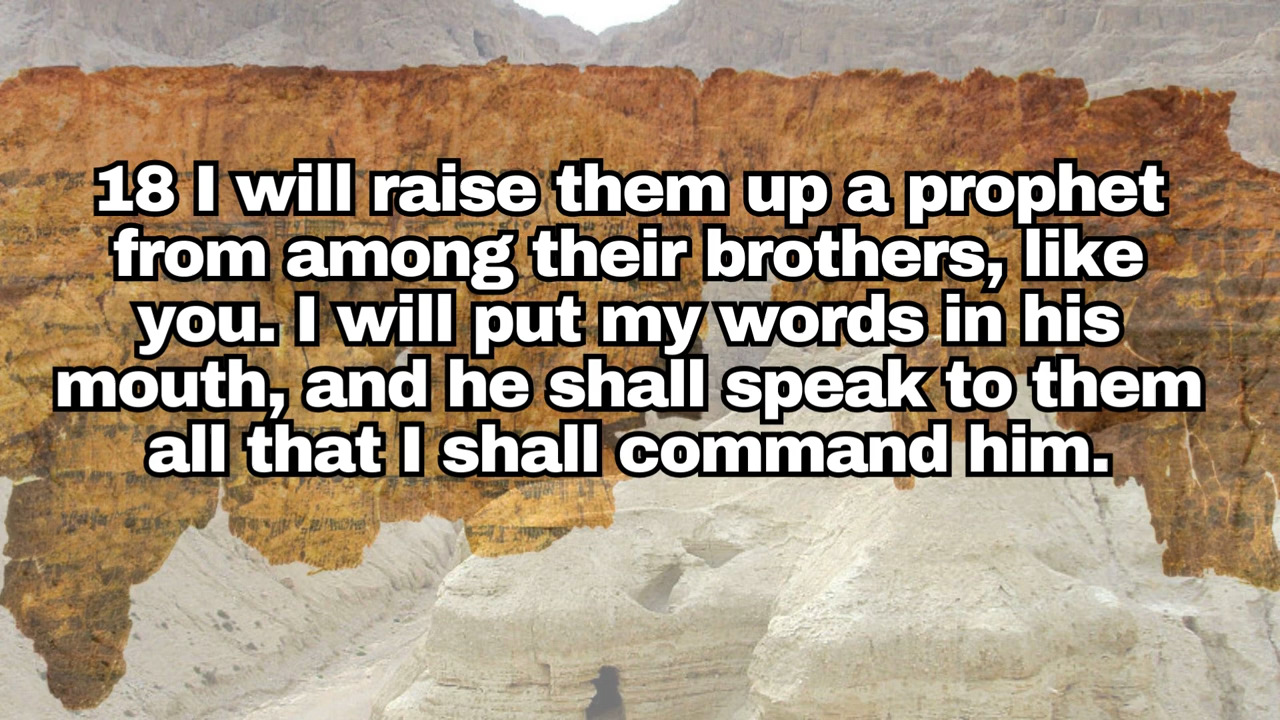 18 I will raise them up a prophet
from among their brothers, like
you. I will put my words in his
mouth, and he shall speak to them
all that I shall command him.